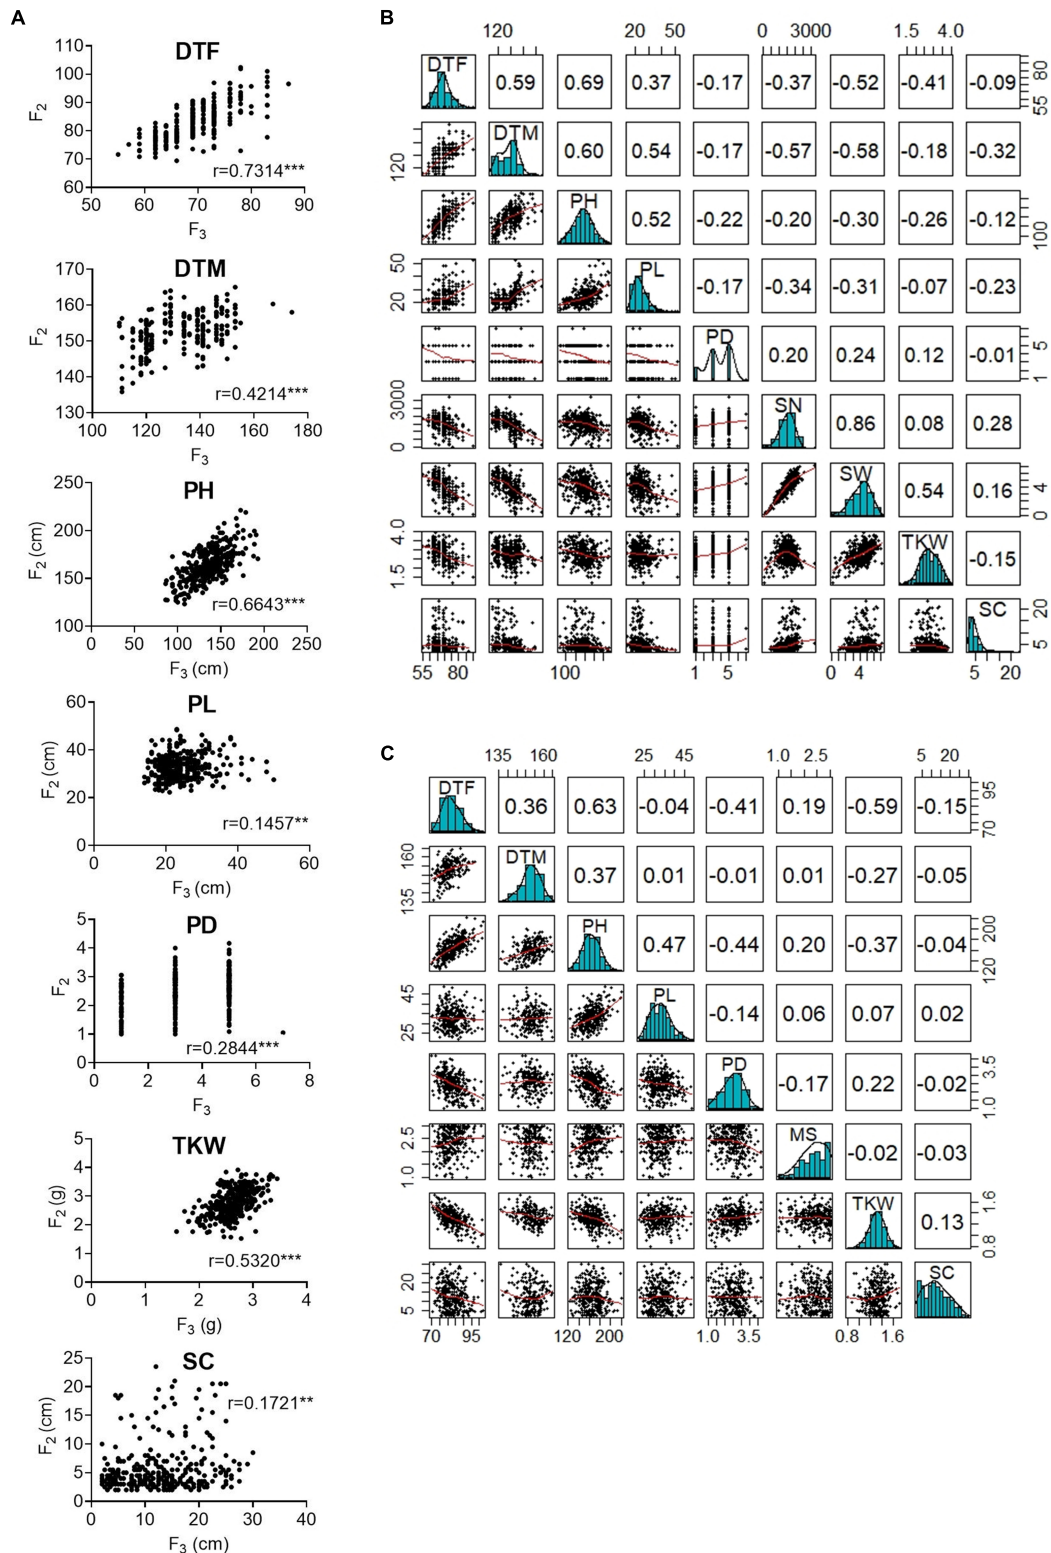 A
DTF
110
100
90
80
70
60
F2
r=0.7314***
50 60 70 80 90
F3
DTM
170
160
150
140
130
F2
r=0.4214***
100 120 140 160 180
F3
PH
250
200
150
100
F2 (cm)
r=0.6643***
0 50 100 150 200 250
F3 (cm)
PL
60
40
20
0
F2 (cm)
r=0.1457**
0 20 40 60
F3 (cm)
PD
5
4
3
2
1
0
F2
r=0.2844***
0 2 4 6 8
F3
TKW
5
4
3
2
1
0
F2 (g)
r=0.5320***
0 1 2 3 4
F3 (g)
SC
25
20
15
10
5
0
F2 (cm)
r=0.1721**
0 10 20 30 40
F3 (cm)
B
120 20 50 0 3000 1.5 4.0
DTF 0.59 0.69 0.37 -0.17 -0.37 -0.52 -0.41 -0.09 55 80
120 DTM 0.60 0.54 -0.17 -0.57 -0.58 -0.18 -0.32
PH 0.52 -0.22 -0.20 -0.30 -0.26 -0.12 100
20 50 PL -0.17 -0.34 -0.31 -0.07 -0.23
PD 0.20 0.24 0.12 -0.01 1 5
0 3000 SN 0.86 0.08 0.28
SW 0.54 0.16 0 4
1.5 4.0 TKW -0.15
SC 5 20
55 80 100 1 5 0 4 5 20
C
135 160 25 45 1.0 2.5 5 20
DTF 0.36 0.63 -0.04 -0.41 0.19 -0.59 -0.15 70 95
135 160 DTM 0.37 0.01 -0.01 0.01 -0.27 -0.05
PH 0.47 -0.44 0.20 -0.37 -0.04 120 200
25 45 PL -0.14 0.06 0.07 0.02
PD -0.17 0.22 -0.02 1.0 3.5
1.0 2.5 MS -0.02 -0.03
TKW 0.13 0.8 1.6
5 20 SC
70 95 120 200 1.0 3.5 0.8 1.6